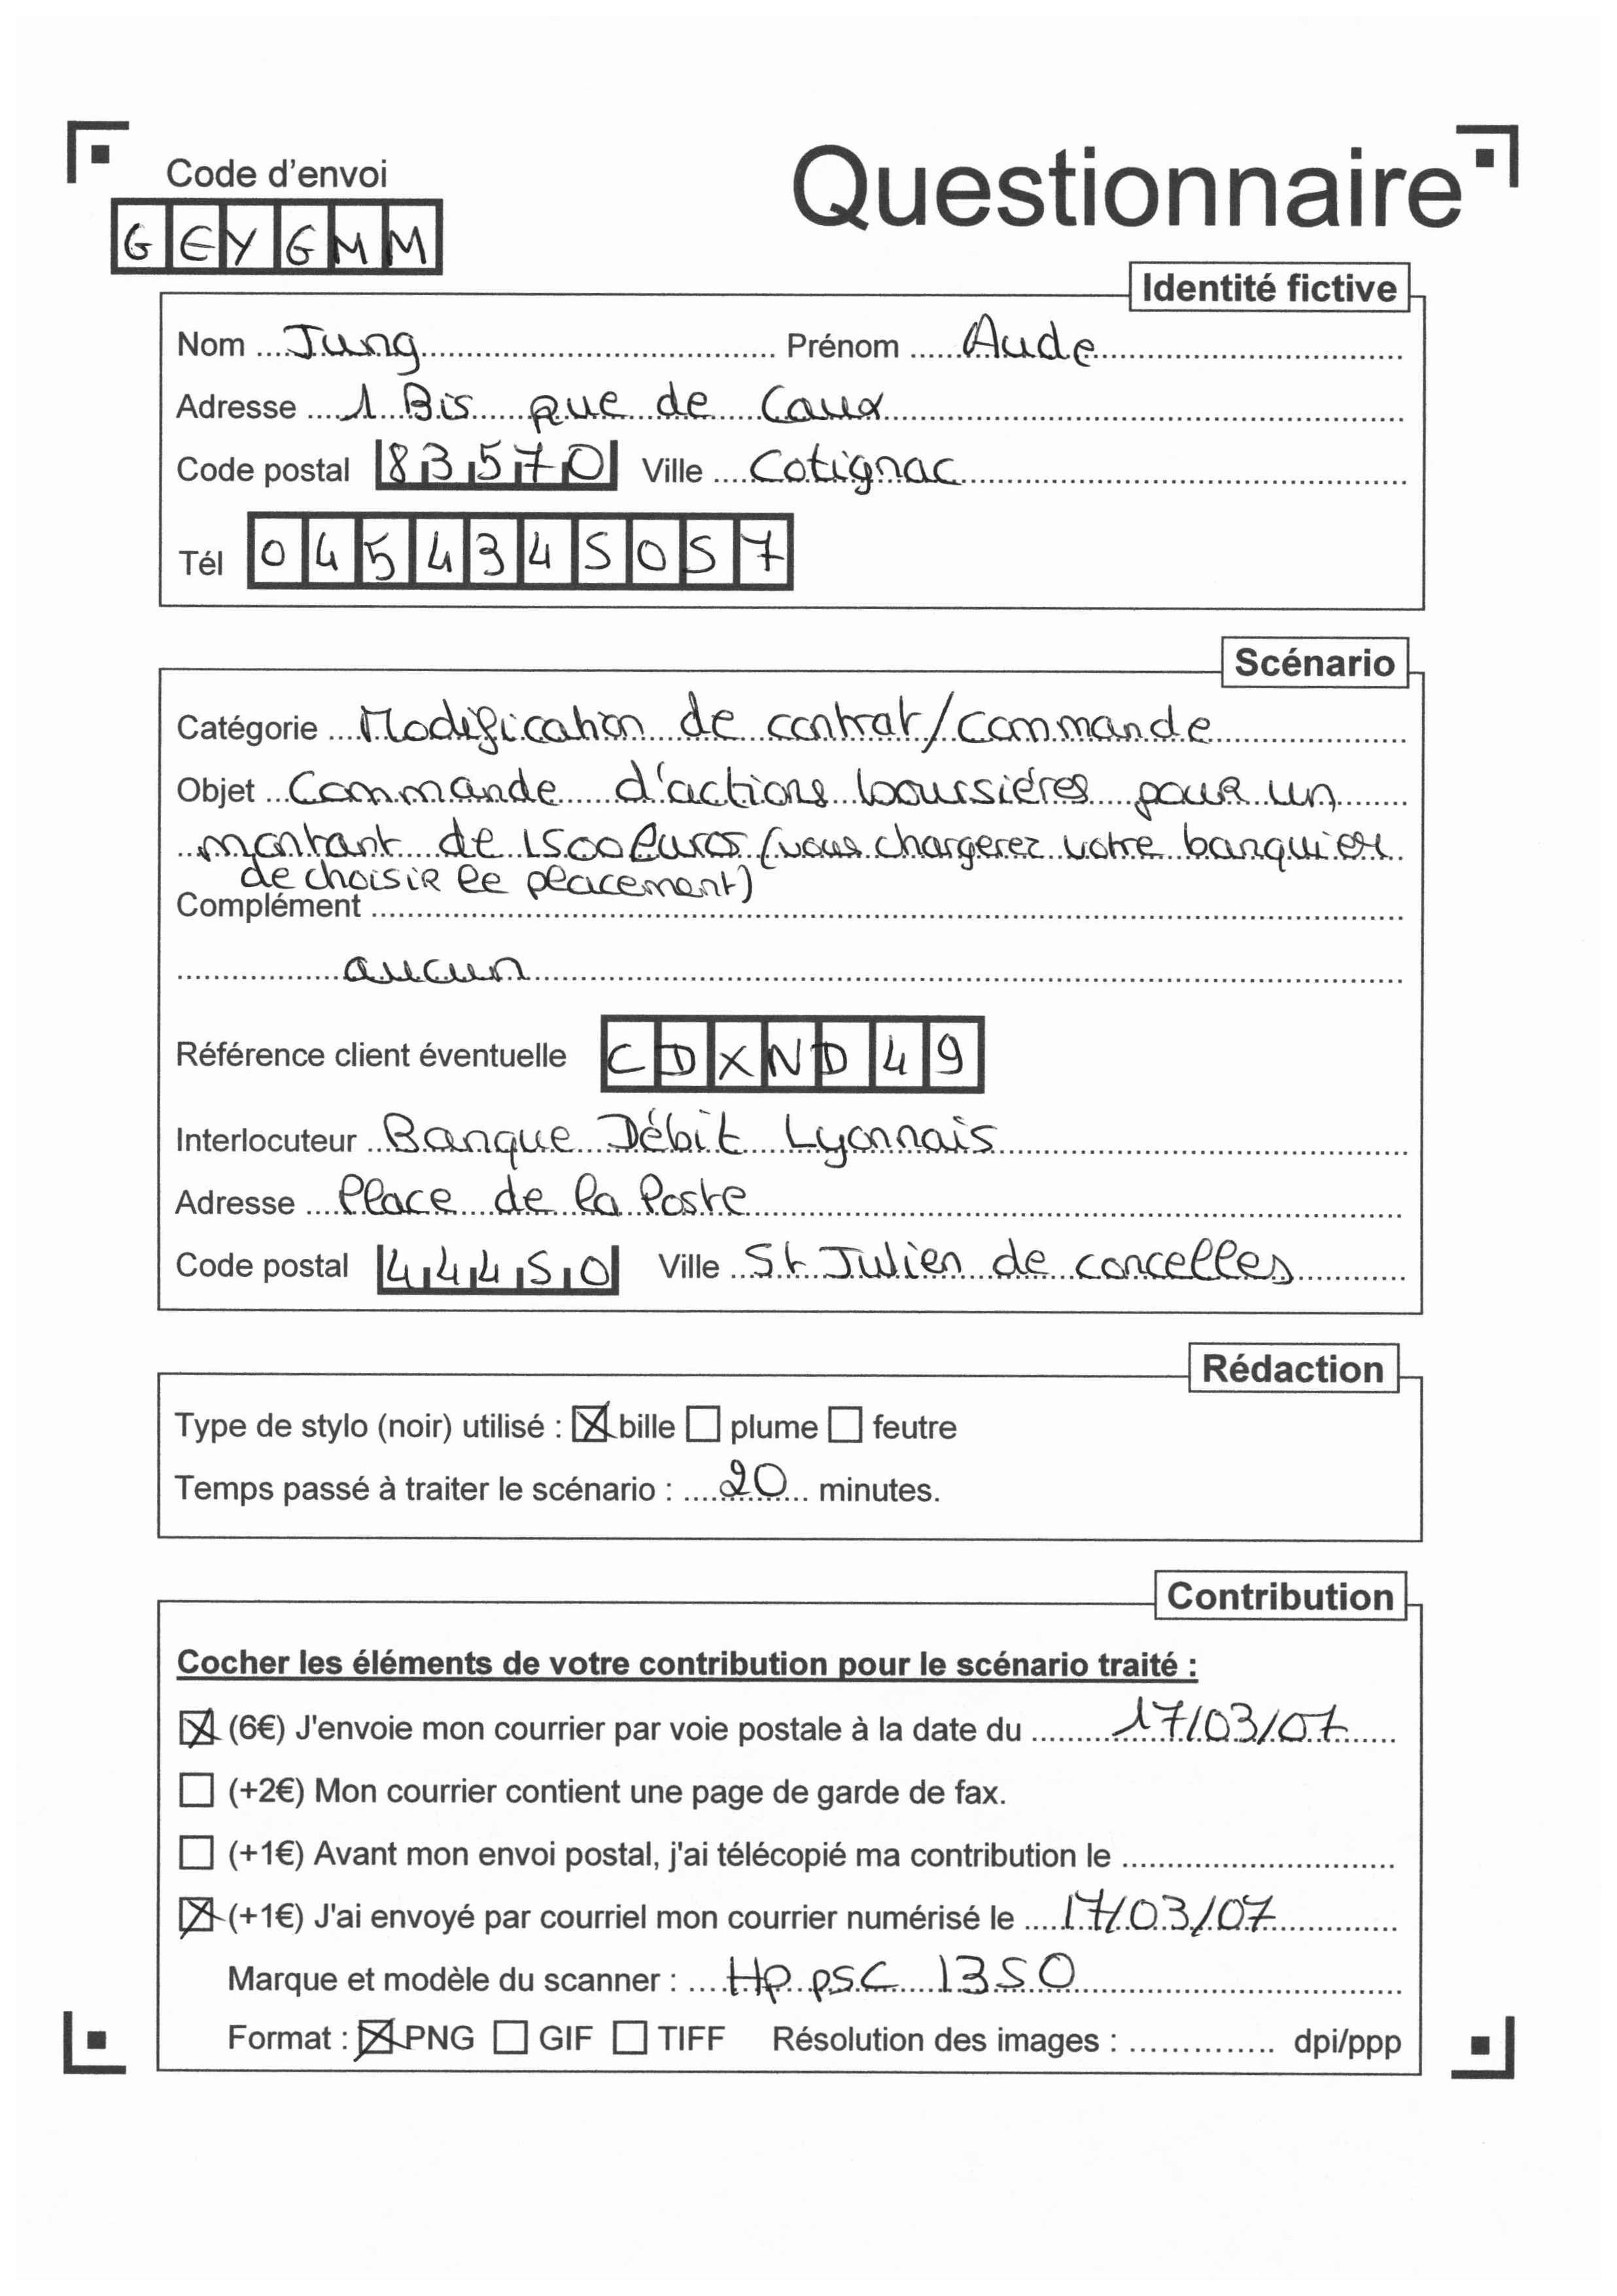 Code d'envoi
Questionnaire
G E Y G M M
Identité fictive
Nom Jung Prénom Aude
Adresse 1 Bis rue de Caux
Code postal 83570 Ville Cotignac
Tél 0454345057
Scénario
Catégorie Modification de contrat/commande
Objet Commande d'actions boursières pour un
montant de 1500 Euros (vous chargerez votre banquier
de choisir le placement)
Complément
aucun
Référence client éventuelle CDXND49
Interlocuteur Banque Débit Lyonnais
Adresse Place de la Poste
Code postal 44450 Ville St Julien de concelles
Rédaction
Type de stylo (noir) utilisé : bille plume feutre
Temps passé à traiter le scénario : 20 minutes.
Contribution
Cocher les éléments de votre contribution pour le scénario traité :
(6€) J'envoie mon courrier par voie postale à la date du 17/03/07
(+2€) Mon courrier contient une page de garde de fax.
(+1€) Avant mon envoi postal, j'ai télécopié ma contribution le
(+1€) J'ai envoyé par courriel mon courrier numérisé le 17/03/07
Marque et modèle du scanner : Hp psc 1350
Format : PNG GIF TIFF Résolution des images : dpi/ppp